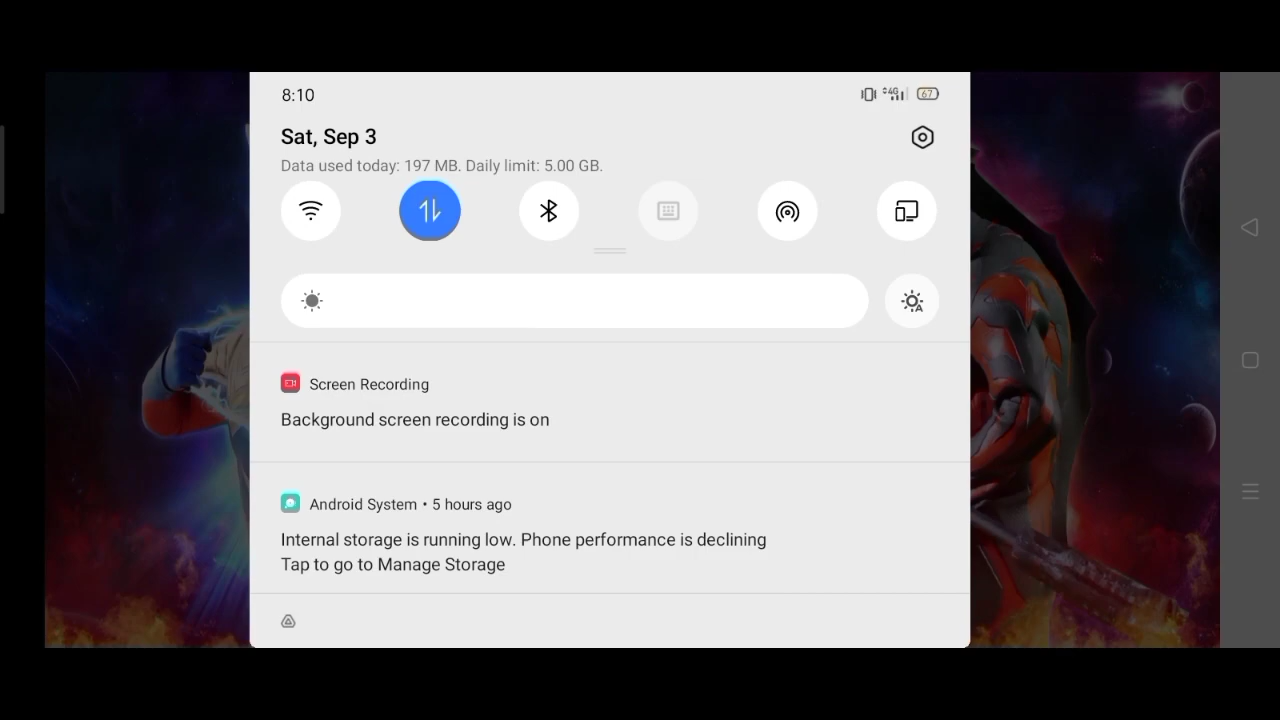 8:10
4G
67
Sat, Sep 3
Data used today: 197 MB. Daily limit: 5.00 GB.
A
Screen Recording
Background screen recording is on
Android System • 5 hours ago
Internal storage is running low. Phone performance is declining
Tap to go to Manage Storage